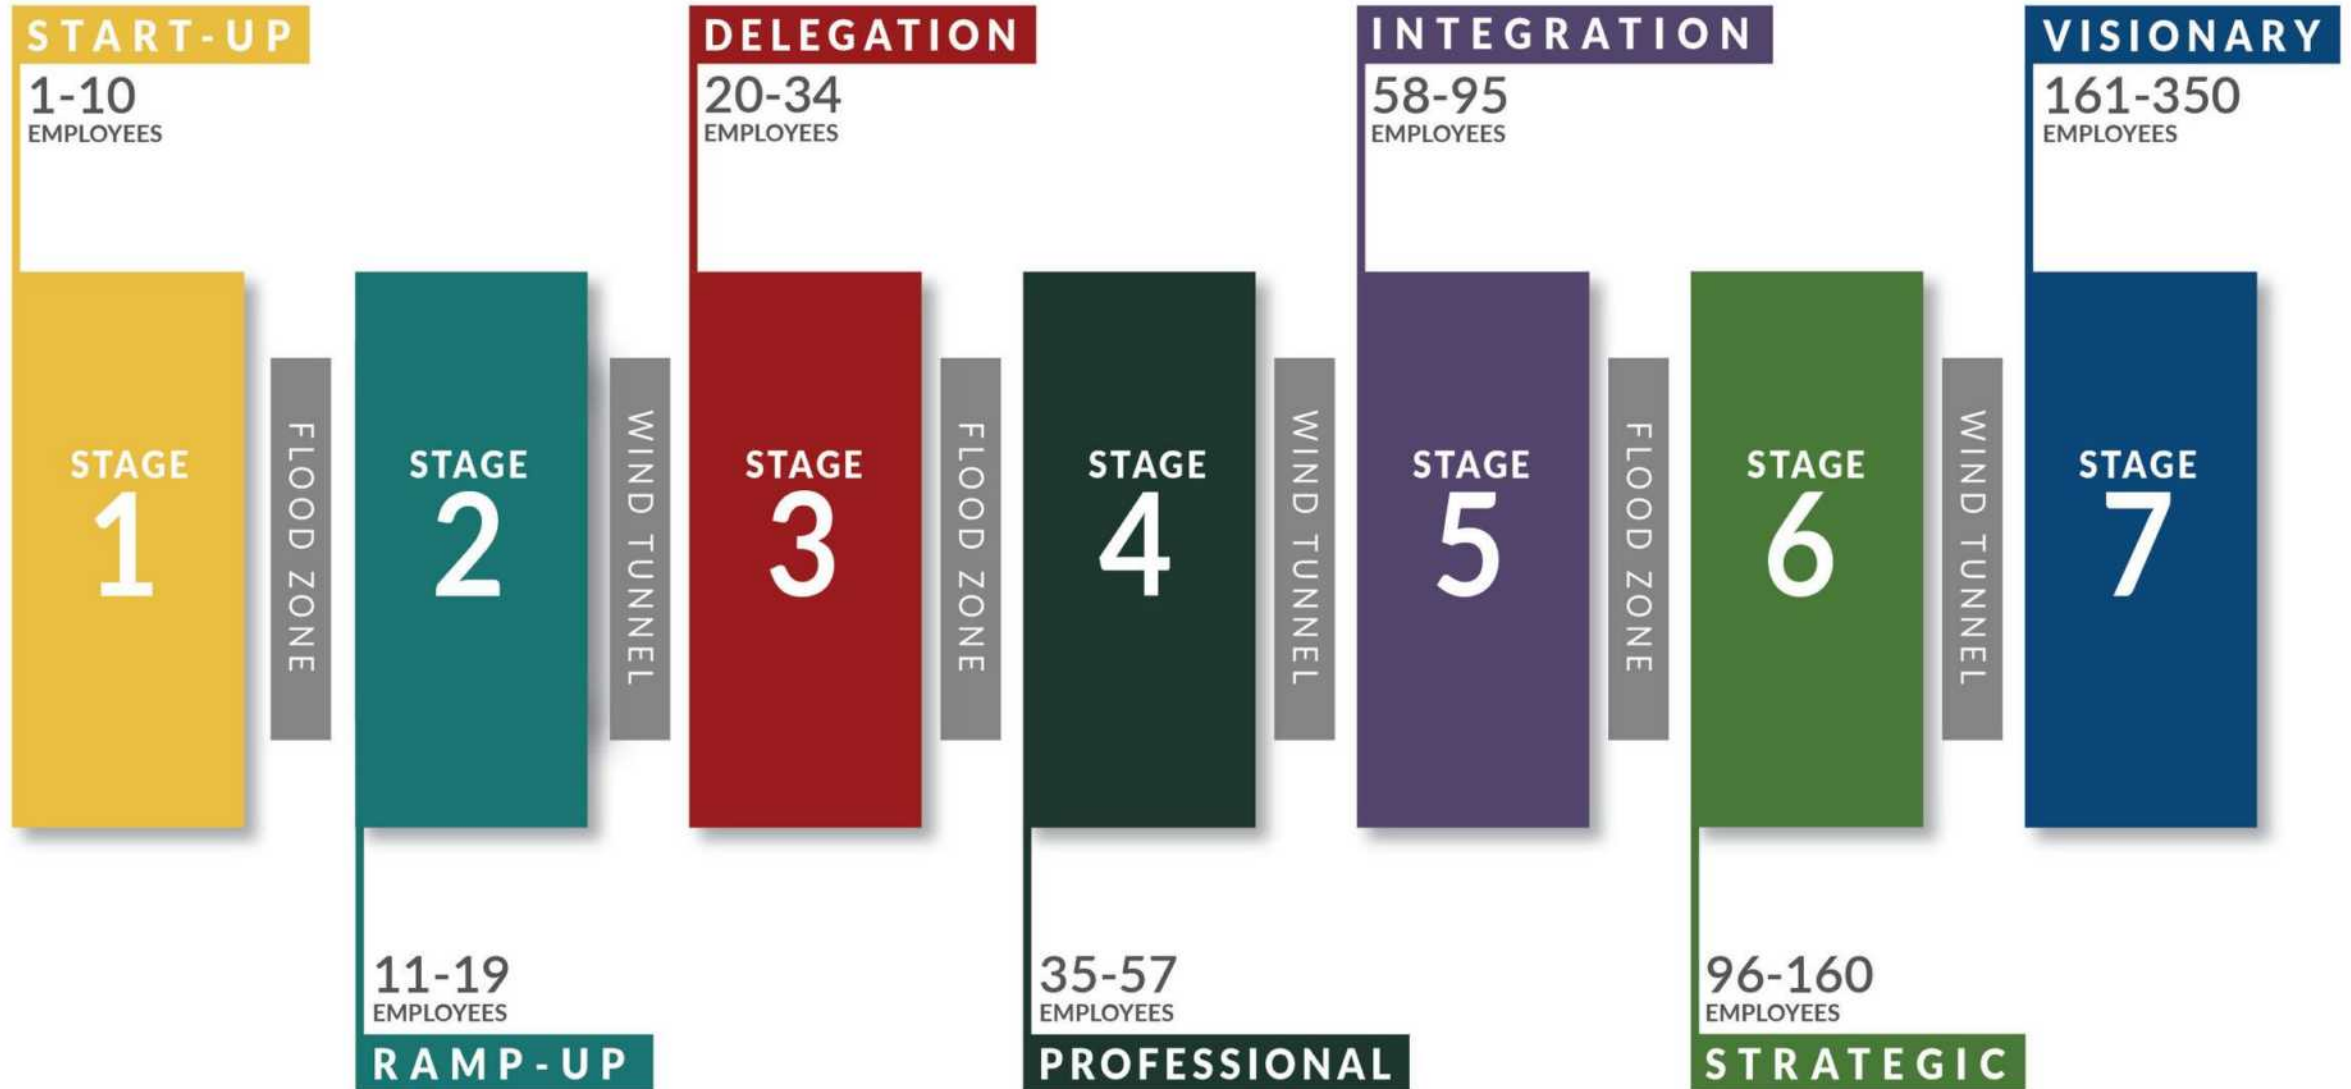 START-UP
1-10
EMPLOYEES
DELEGATION
20-34
EMPLOYEES
INTEGRATION
58-95
EMPLOYEES
VISIONARY
161-350
EMPLOYEES
STAGE
1
FLOOD ZONE
STAGE
2
WIND TUNNEL
STAGE
3
FLOOD ZONE
STAGE
4
WIND TUNNEL
STAGE
5
FLOOD ZONE
STAGE
6
WIND TUNNEL
STAGE
7
11-19
EMPLOYEES
RAMP-UP
35-57
EMPLOYEES
PROFESSIONAL
96-160
EMPLOYEES
STRATEGIC